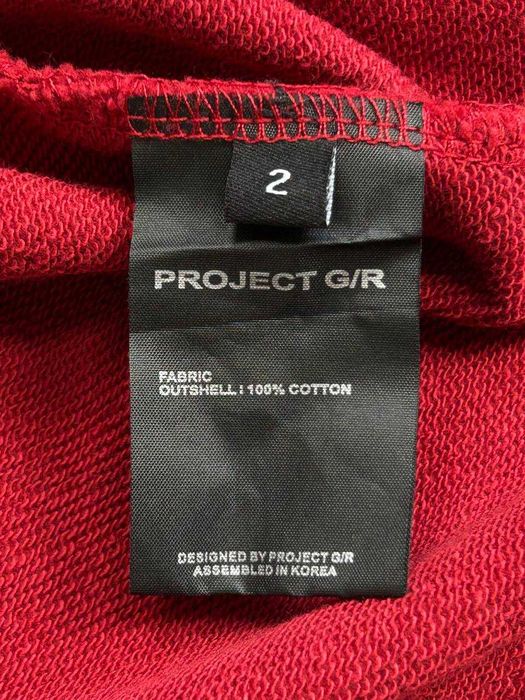 2
PROJECT G/R
FABRIC
OUTSHELL : 100% COTTON
DESIGNED BY PROJECT G/R
ASSEMBLED IN KOREA